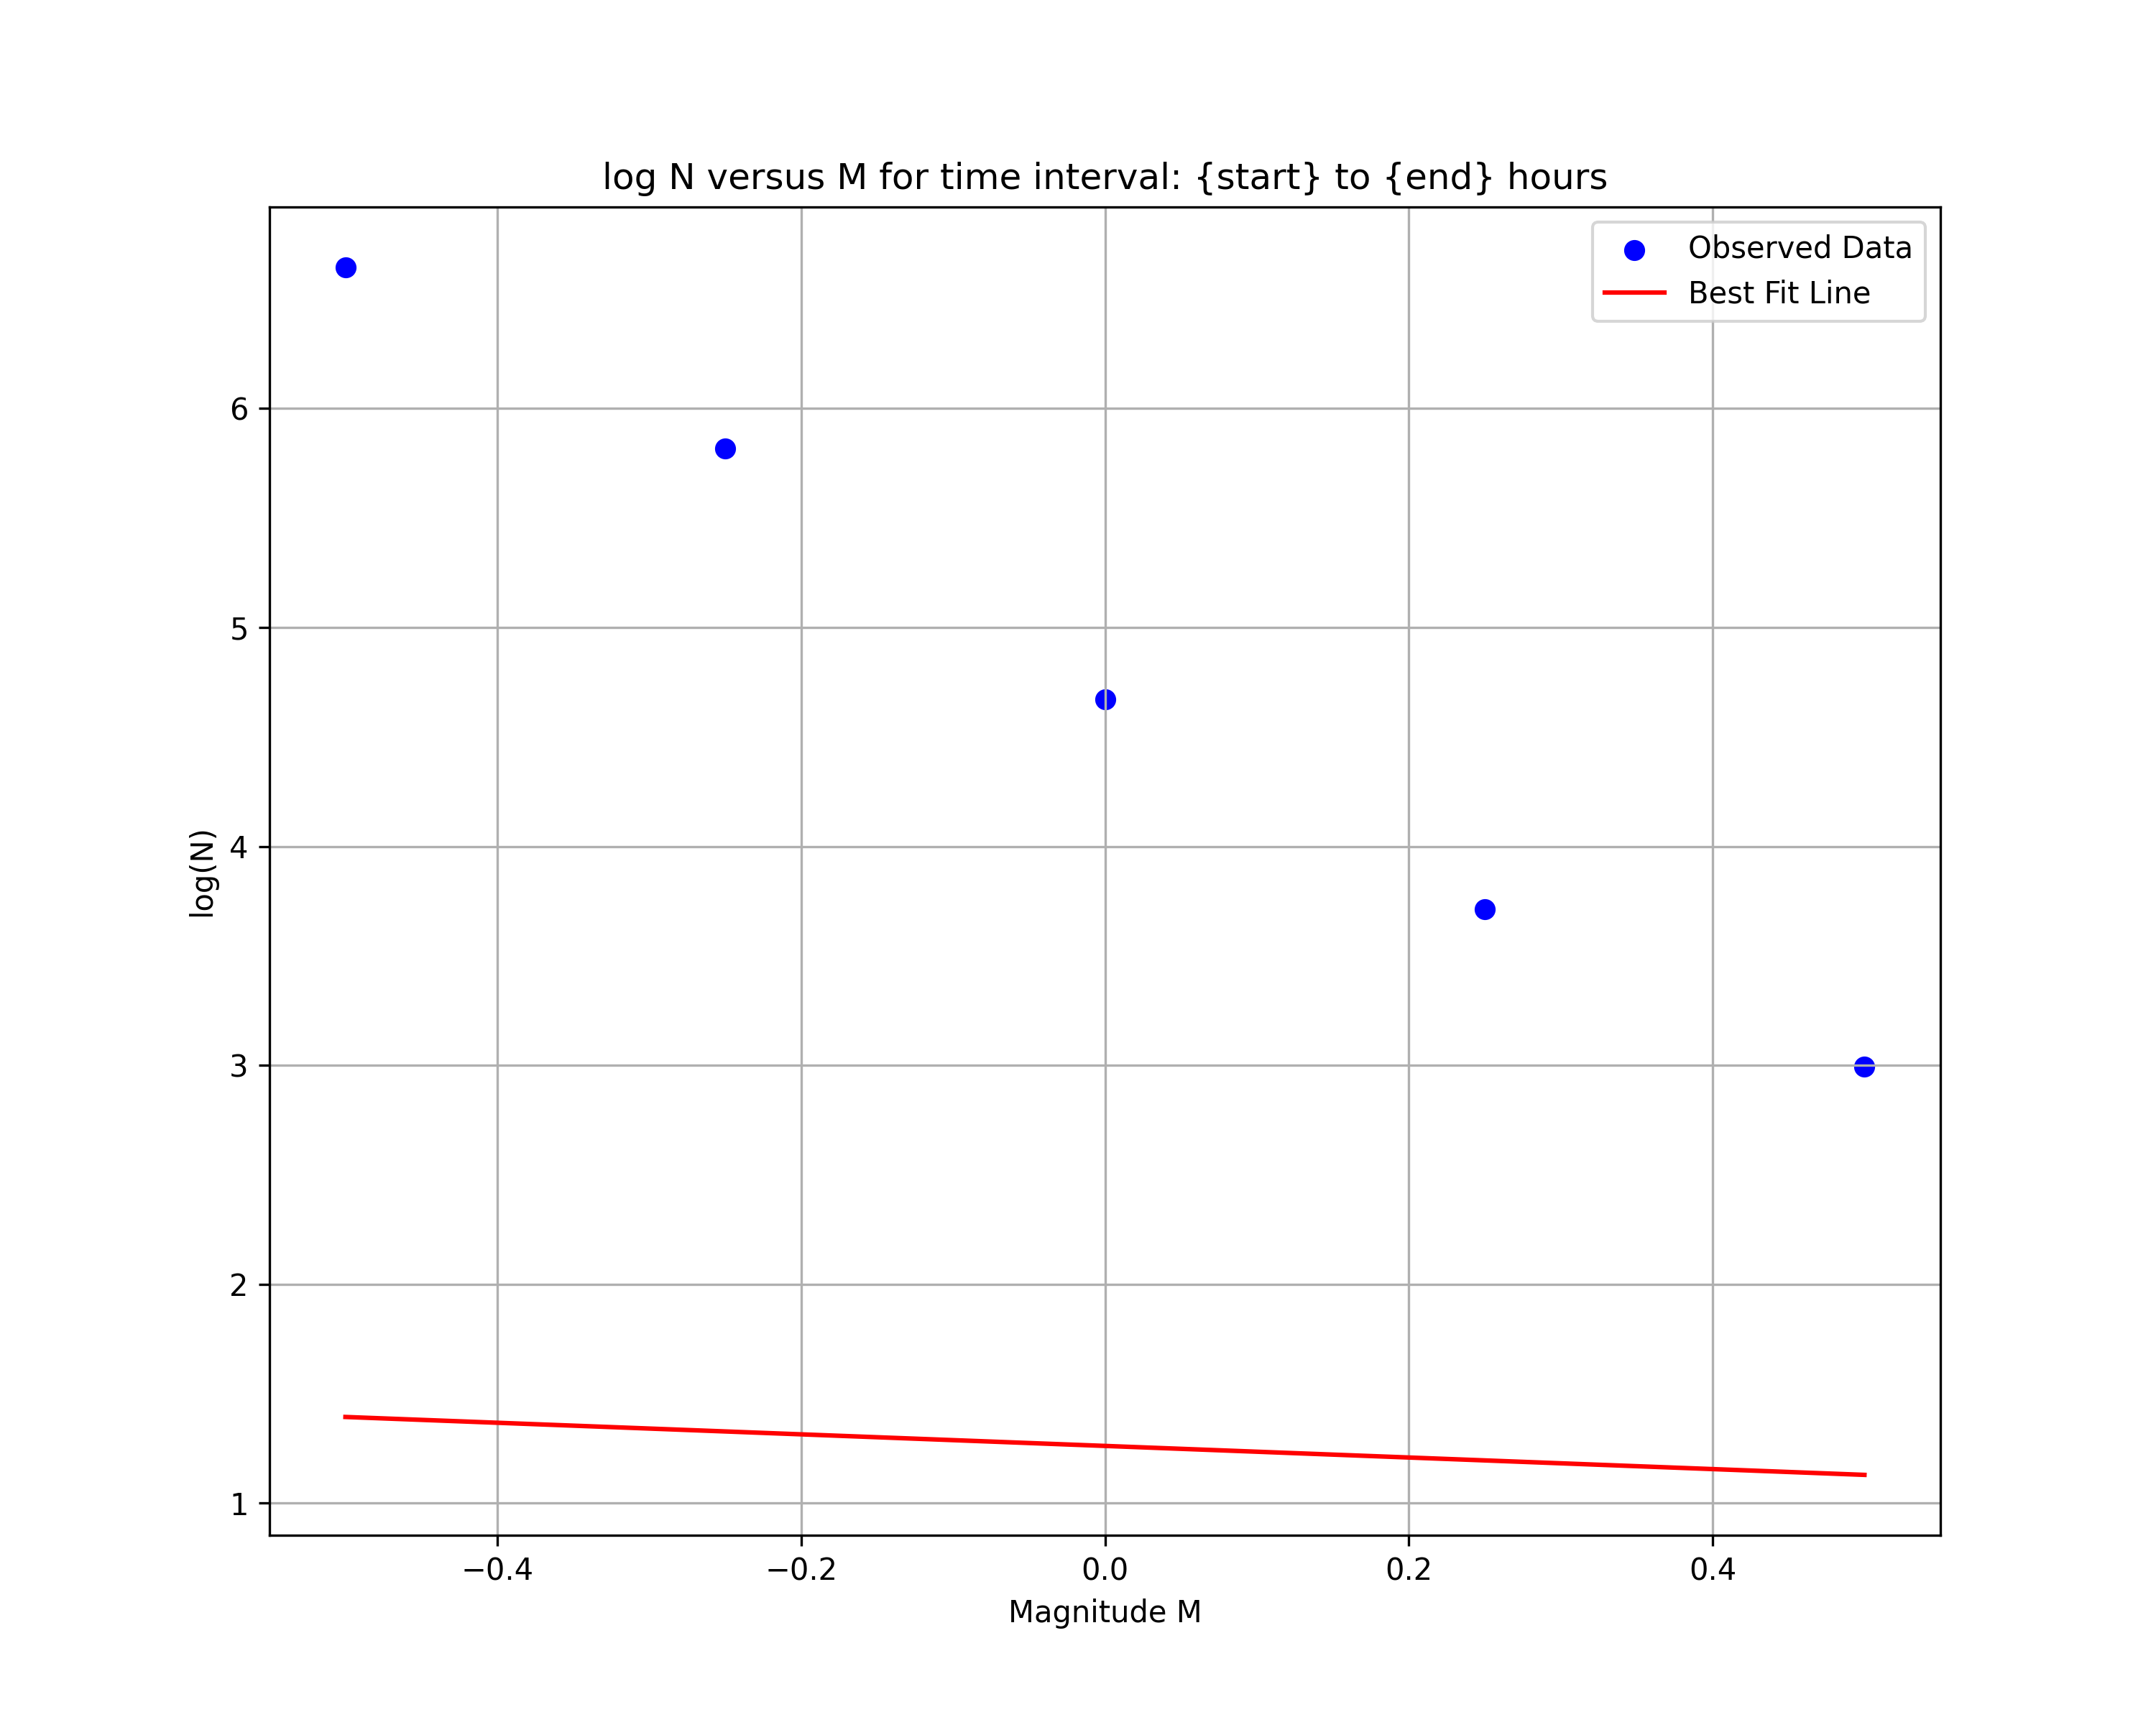 log N versus M for time interval: {start} to {end} hours
Observed Data
Best Fit Line
6
5
4
3
2
1
log(N)
−0.4 −0.2 0.0 0.2 0.4
Magnitude M